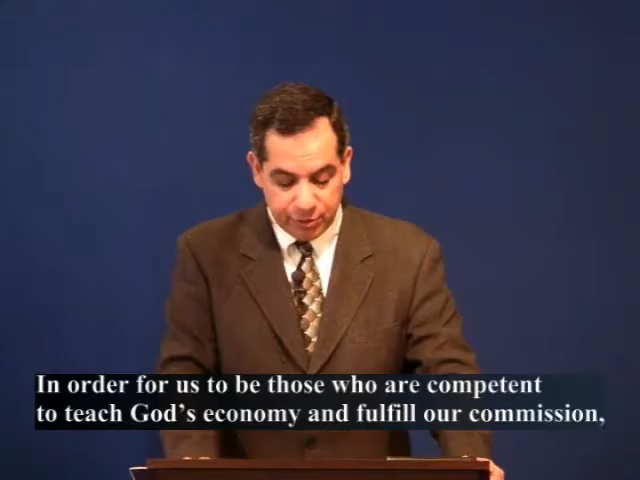 In order for us to be those who are competent
to teach God's economy and fulfill our commission,